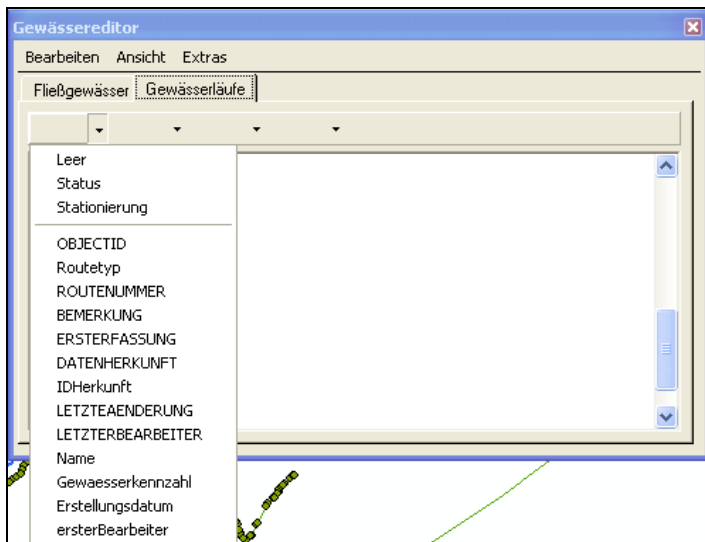 Gewässereditor
Bearbeiten Ansicht Extras
Fließgewässer Gewässerläufe
Leer
Status
Stationierung
OBJECTID
Routetyp
ROUTENUMMER
BEMERKUNG
ERSTERFASSUNG
DATENHERKUNFT
IDHerkunft
LETZTEAENDERUNG
LETZTERBEARBEITER
Name
Gewaesserkennzahl
Erstellungsdatum
ersterBearbeiter